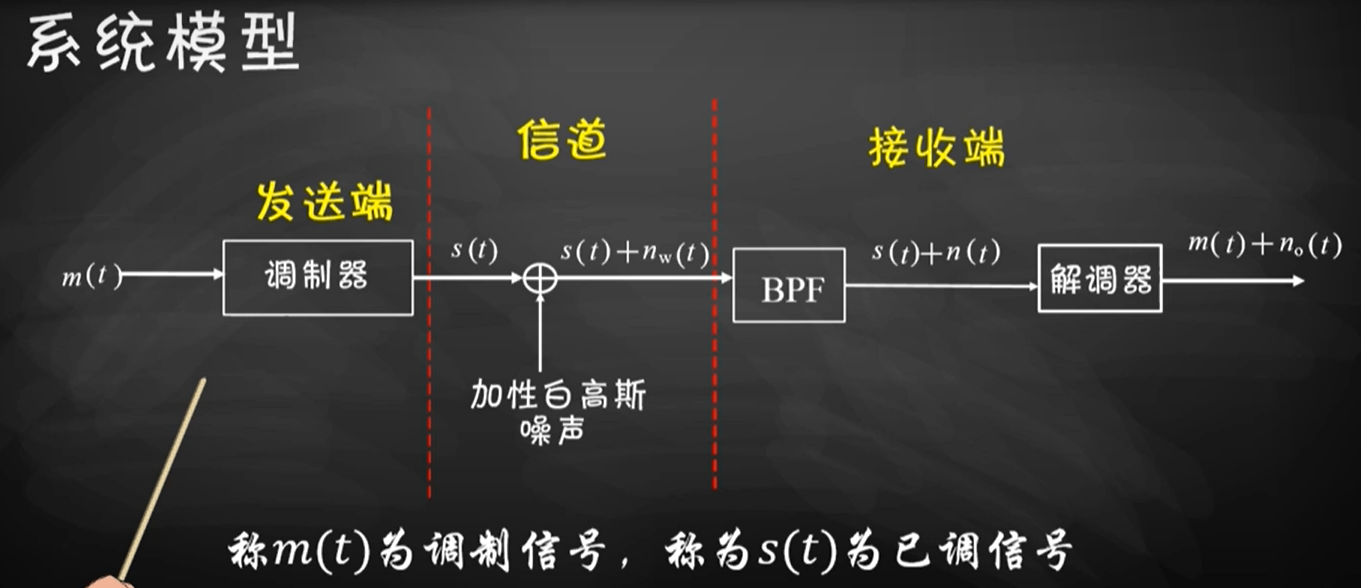 系统模型
信道
接收端
发送端
m(t)
调制器
s(t)
s(t)+n_w(t)
BPF
s(t)+n(t)
解调器
m(t)+n_o(t)
加性白高斯
噪声
称m(t)为调制信号，称为s(t)为已调信号